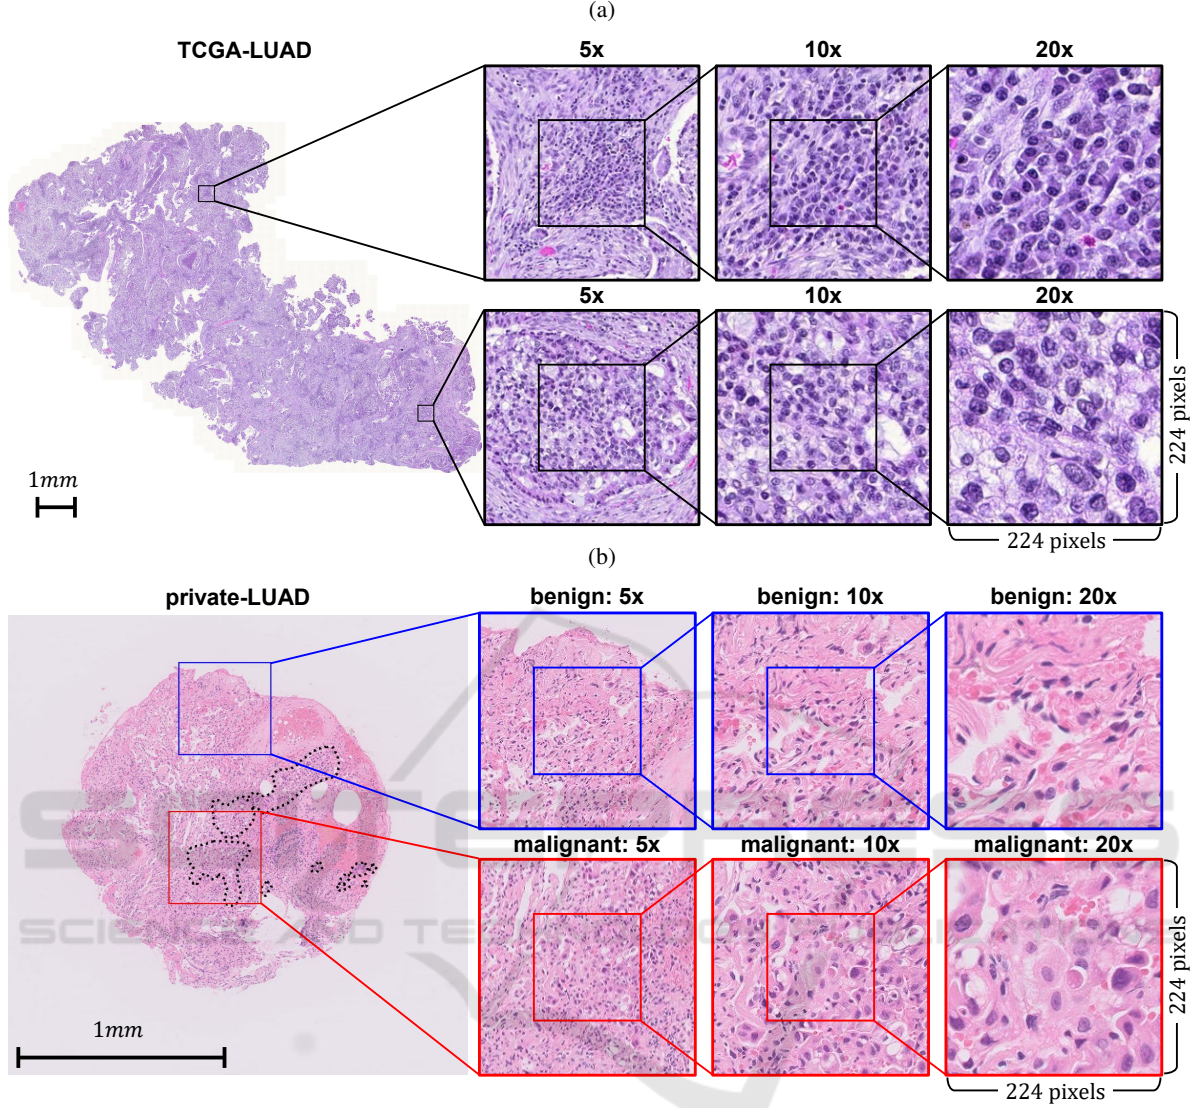 (a)
TCGA-LUAD 5x 10x 20x
5x 10x 20x
1mm
224 pixels
224 pixels
(b)
private-LUAD benign: 5x benign: 10x benign: 20x
malignant: 5x malignant: 10x malignant: 20x
224 pixels
1mm
224 pixels